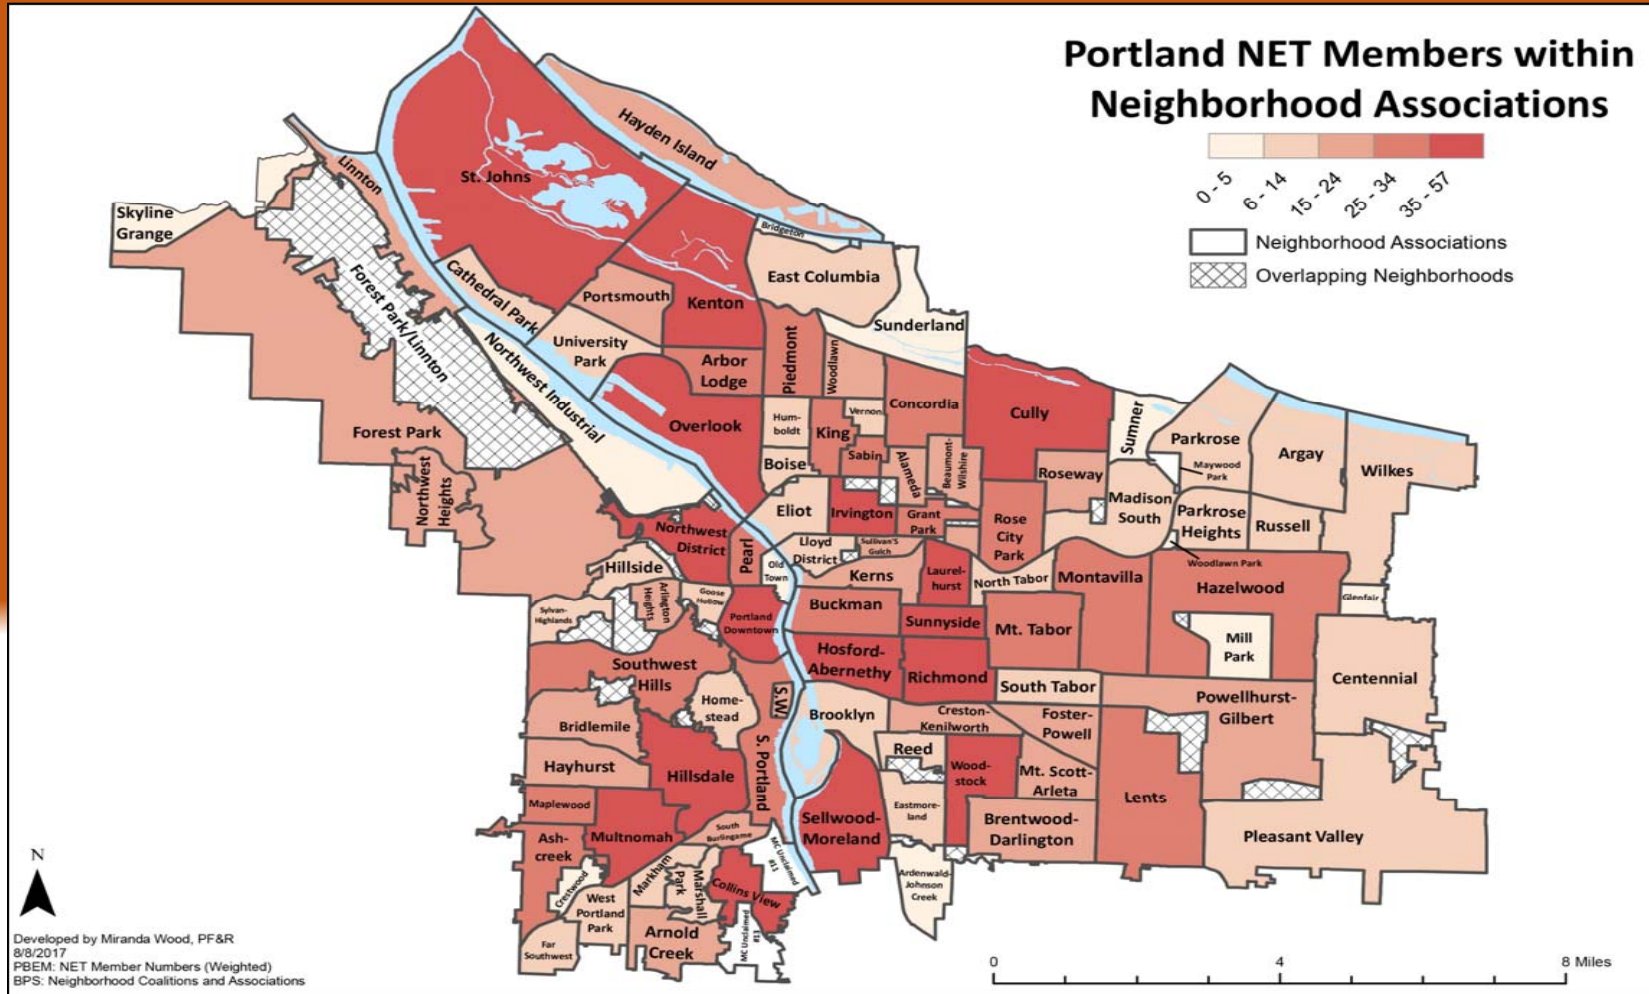 Portland NET Members within
Neighborhood Associations
0 - 5
6 - 14
15 - 24
25 - 34
35 - 57
Neighborhood Associations
Overlapping Neighborhoods
Hayden Island
Linnton
St. Johns
Skyline
Grange
Bridgeton
East Columbia
Cathedral Park
Portsmouth
Kenton
Forest Park/Linnton
Sunderland
University
Park
Northwest Industrial
Arbor
Lodge
Piedmont
Woodlawn
Concordia
Cully
Sumner
Overlook
Hum-
boldt
Vernon
King
Sabin
Alameda
Beaumont-
Wilshire
Roseway
Parkrose
Maywood
Park
Argay
Wilkes
Forest Park
Northwest
Heights
Boise
Eliot
Irvington
Grant
Park
Rose
City
Park
Madison
South
Parkrose
Heights
Russell
Northwest
District
Pearl
Lloyd
District
Sullivan'S
Gulch
Woodlawn Park
Hillside
Old
Town
Kerns
Laurel-
hurst
North Tabor
Montavilla
Hazelwood
Glenfair
Sylvan-
Highlands
Arlington
Heights
Goose
Hollow
Portland
Downtown
Buckman
Sunnyside
Mt. Tabor
Mill
Park
Southwest
Hills
Hosford-
Abernethy
Richmond
South Tabor
Centennial
Home-
stead
S.W.
Brooklyn
Creston-
Kenilworth
Foster-
Powell
Powellhurst-
Gilbert
Bridlemile
Hayhurst
Hillsdale
S. Portland
Reed
Wood-
stock
Mt. Scott-
Arleta
Lents
Maplewood
Multnomah
South
Burlingame
Sellwood-
Moreland
Eastmore-
land
Brentwood-
Darlington
Pleasant Valley
Ash-
creek
Crestwood
Markham
Park
Marshall
Collins View
MC Unclaimed
#11
Ardenwald-
Johnson
Creek
West
Portland
Park
Arnold
Creek
MC Unclaimed
#13
Far
Southwest
N
Developed by Miranda Wood, PF&R
8/8/2017
PBEM: NET Member Numbers (Weighted)
BPS: Neighborhood Coalitions and Associations
0 4 8 Miles